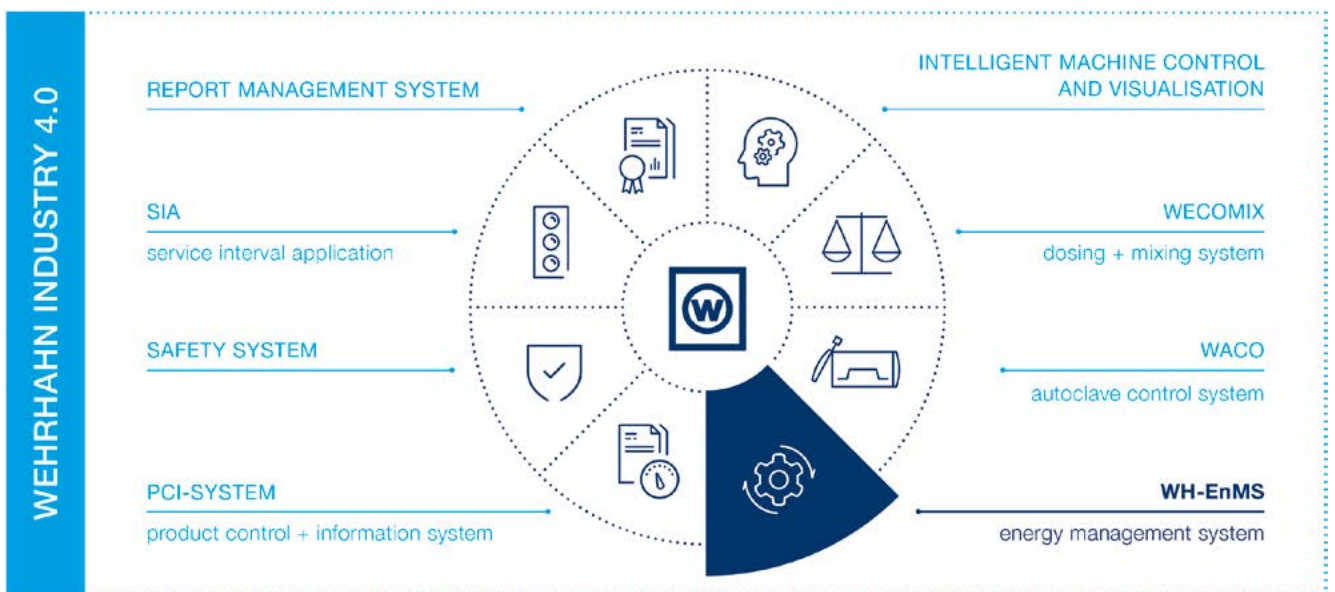 WEHRHAHN INDUSTRY 4.0
REPORT MANAGEMENT SYSTEM
SIA
service interval application
SAFETY SYSTEM
PCI-SYSTEM
product control + information system
W
INTELLIGENT MACHINE CONTROL
AND VISUALISATION
WECOMIX
dosing + mixing system
WACO
autoclave control system
WH-EnMS
energy management system